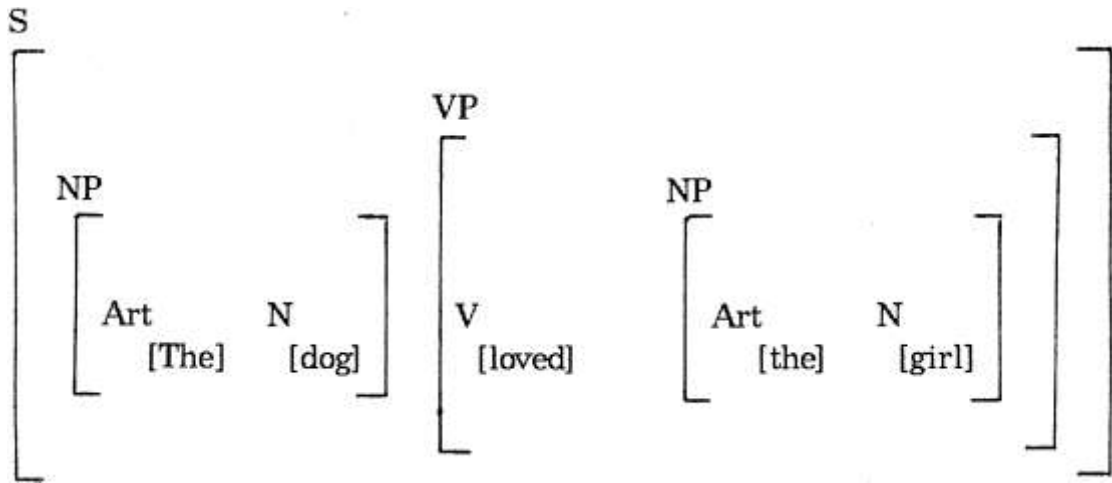 S
VP
NP NP
Art N V Art N
[The] [dog] [loved] [the] [girl]